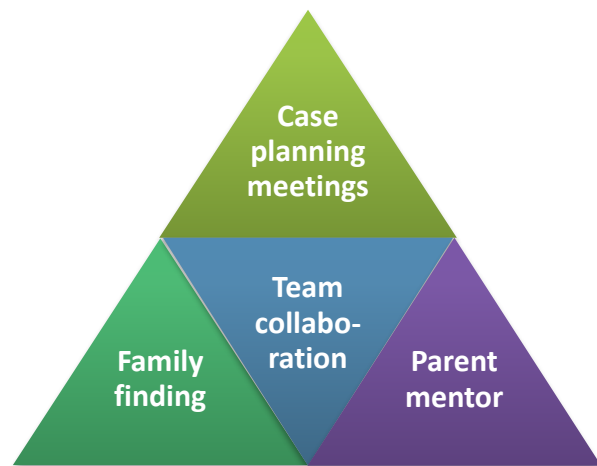 Case
planning
meetings
Team
collabo-
ration
Family
finding
Parent
mentor